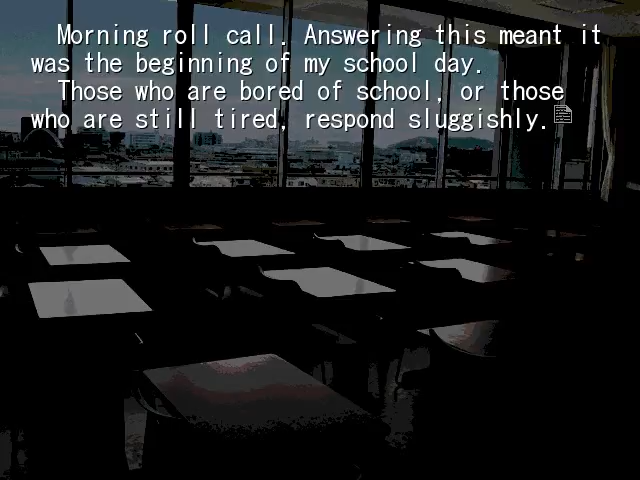 Morning roll call. Answering this meant it
was the beginning of my school day.
Those who are bored of school, or those
who are still tired, respond sluggishly.